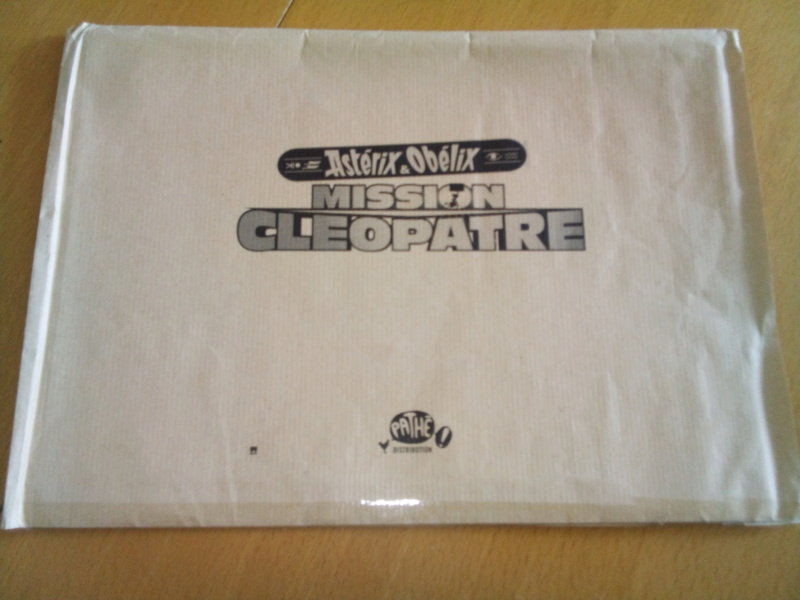 Astérix & Obélix
MISSION
CLEOPATRE
PATHÉ!
DISTRIBUTION